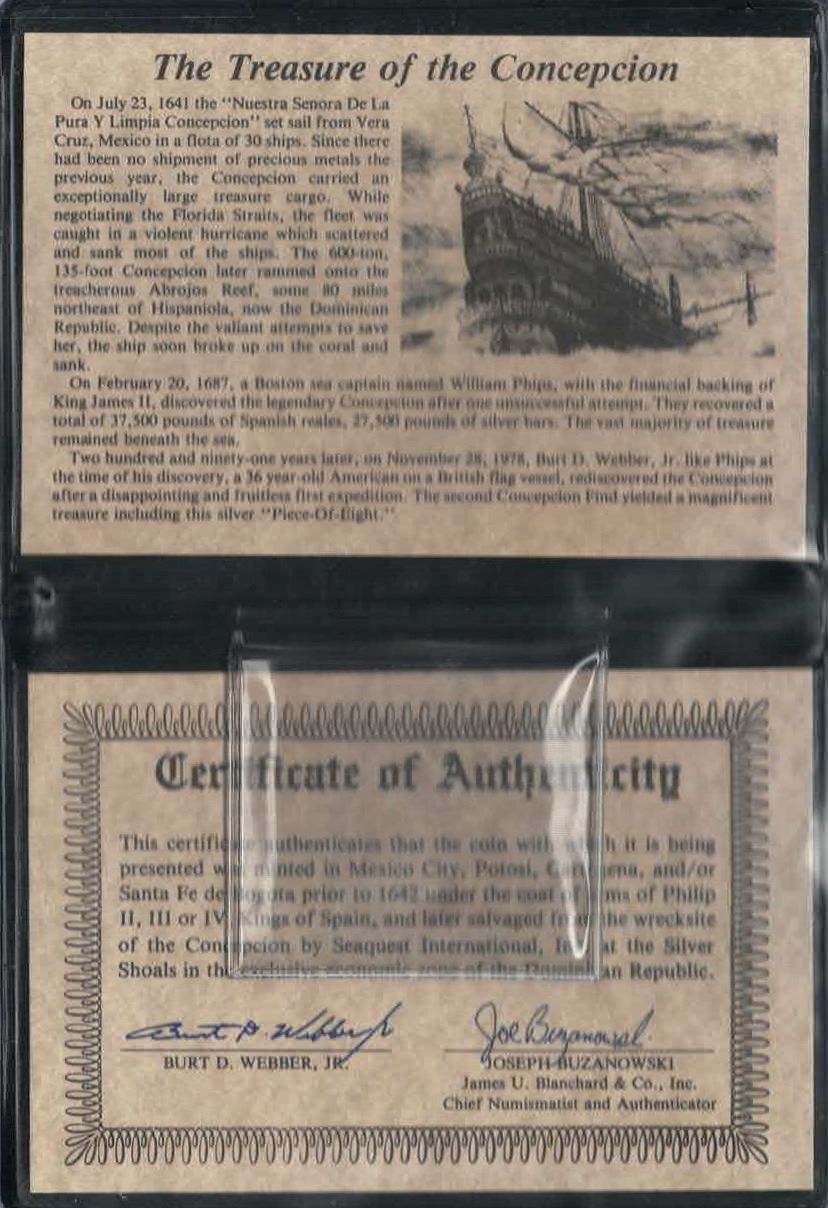 The Treasure of the Concepcion
On July 23, 1641 the "Nuestra Senora De La
Pura Y Limpia Concepcion" set sail from Vera
Cruz, Mexico in a flota of 30 ships. Since there
had been no shipment of precious metals the
previous year, the Concepcion carried an
exceptionally large treasure cargo. While
negotiating the Florida Straits, the fleet was
caught in a violent hurricane which scattered
and sank most of the ships. The 600-ton,
135-foot Concepcion later rammed onto the
treacherous Abrojos Reef, some 80 miles
northeast of Hispaniola, now the Dominican
Republic. Despite the valiant attempts to save
her, the ship soon broke up on the coral and
sank.
On February 20, 1687, a Boston sea captain named William Phips, with the financial backing of
King James II, discovered the legendary Concepcion after one unsuccessful attempt. They recovered a
total of 37,500 pounds of Spanish reales, 27,500 pounds of silver bars. The vast majority of treasure
remained beneath the sea.
Two hundred and ninety-one years later, on November 28, 1978, Burt D. Webber, Jr. like Phips at
the time of his discovery, a 36 year-old American on a British flag vessel, rediscovered the Concepcion
after a disappointing and fruitless first expedition. The second Concepcion Find yielded a magnificent
treasure including this silver "Piece-Of-Eight."
Certificate of Authenticity
This certificate authenticates that the coin with which it is being
presented was minted in Mexico City, Potosi, Cartagena, and/or
Santa Fe de Bogota prior to 1642 under the coat of arms of Philip
II, III or IV, Kings of Spain, and later salvaged from the wrecksite
of the Concepcion by Seaquest International, Inc. at the Silver
Shoals in the exclusive economic zone of the Dominican Republic.
Burt D. Webber Jr
Joe Buzanowski
BURT D. WEBBER, JR.
JOSEPH BUZANOWSKI
James U. Blanchard & Co., Inc.
Chief Numismatist and Authenticator